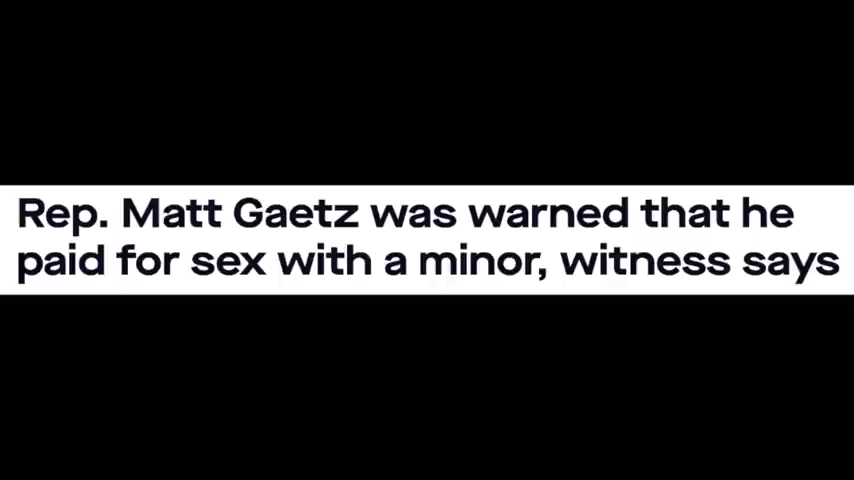 Rep. Matt Gaetz was warned that he
paid for sex with a minor, witness says